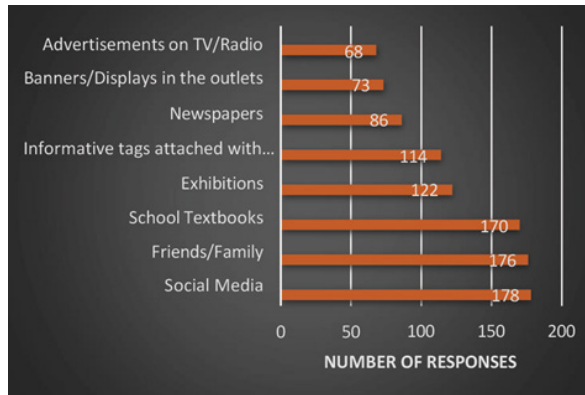 Advertisements on TV/Radio
68
Banners/Displays in the outlets
73
Newspapers
86
Informative tags attached with...
114
Exhibitions
122
School Textbooks
170
Friends/Family
176
Social Media
178
0 50 100 150 200
NUMBER OF RESPONSES